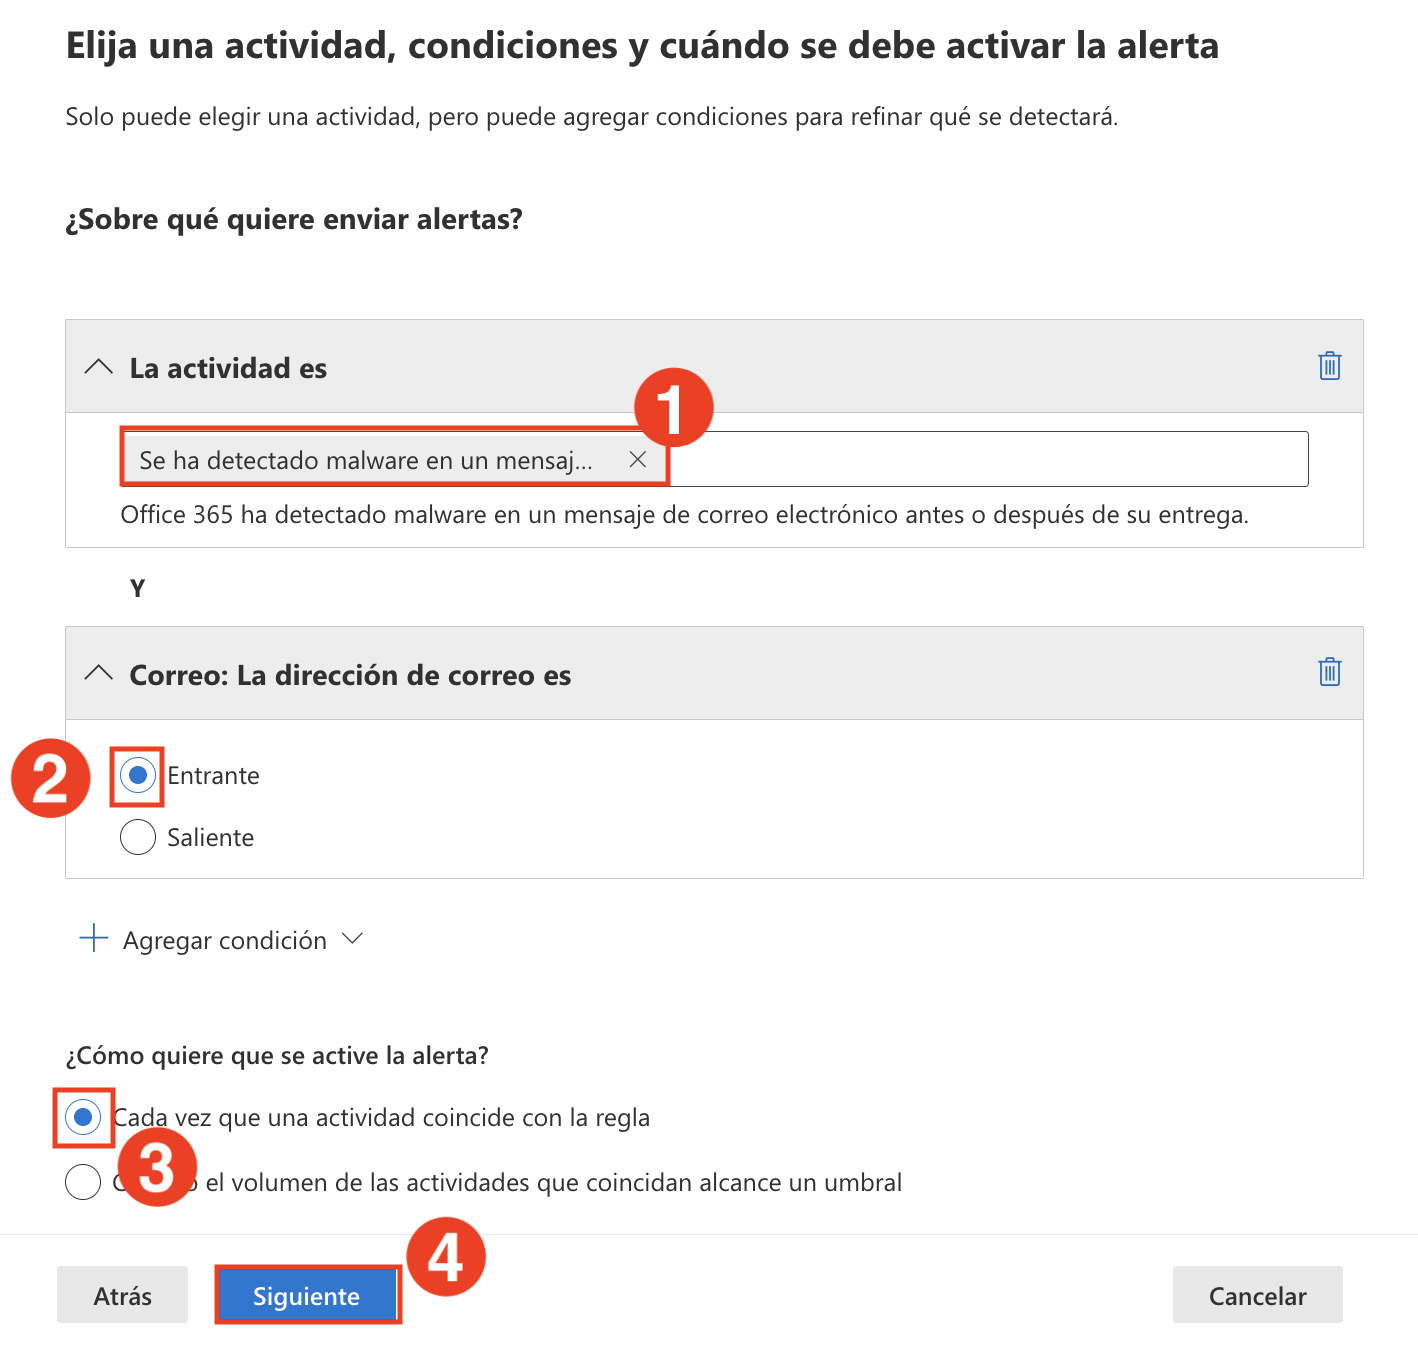 Elija una actividad, condiciones y cuándo se debe activar la alerta
Solo puede elegir una actividad, pero puede agregar condiciones para refinar qué se detectará.
¿Sobre qué quiere enviar alertas?
La actividad es
1
Se ha detectado malware en un mensaj...
Office 365 ha detectado malware en un mensaje de correo electrónico antes o después de su entrega.
Y
Correo: La dirección de correo es
2
Entrante
Saliente
Agregar condición
¿Cómo quiere que se active la alerta?
Cada vez que una actividad coincide con la regla
3
el volumen de las actividades que coincidan alcance un umbral
4
Atrás
Siguiente
Cancelar